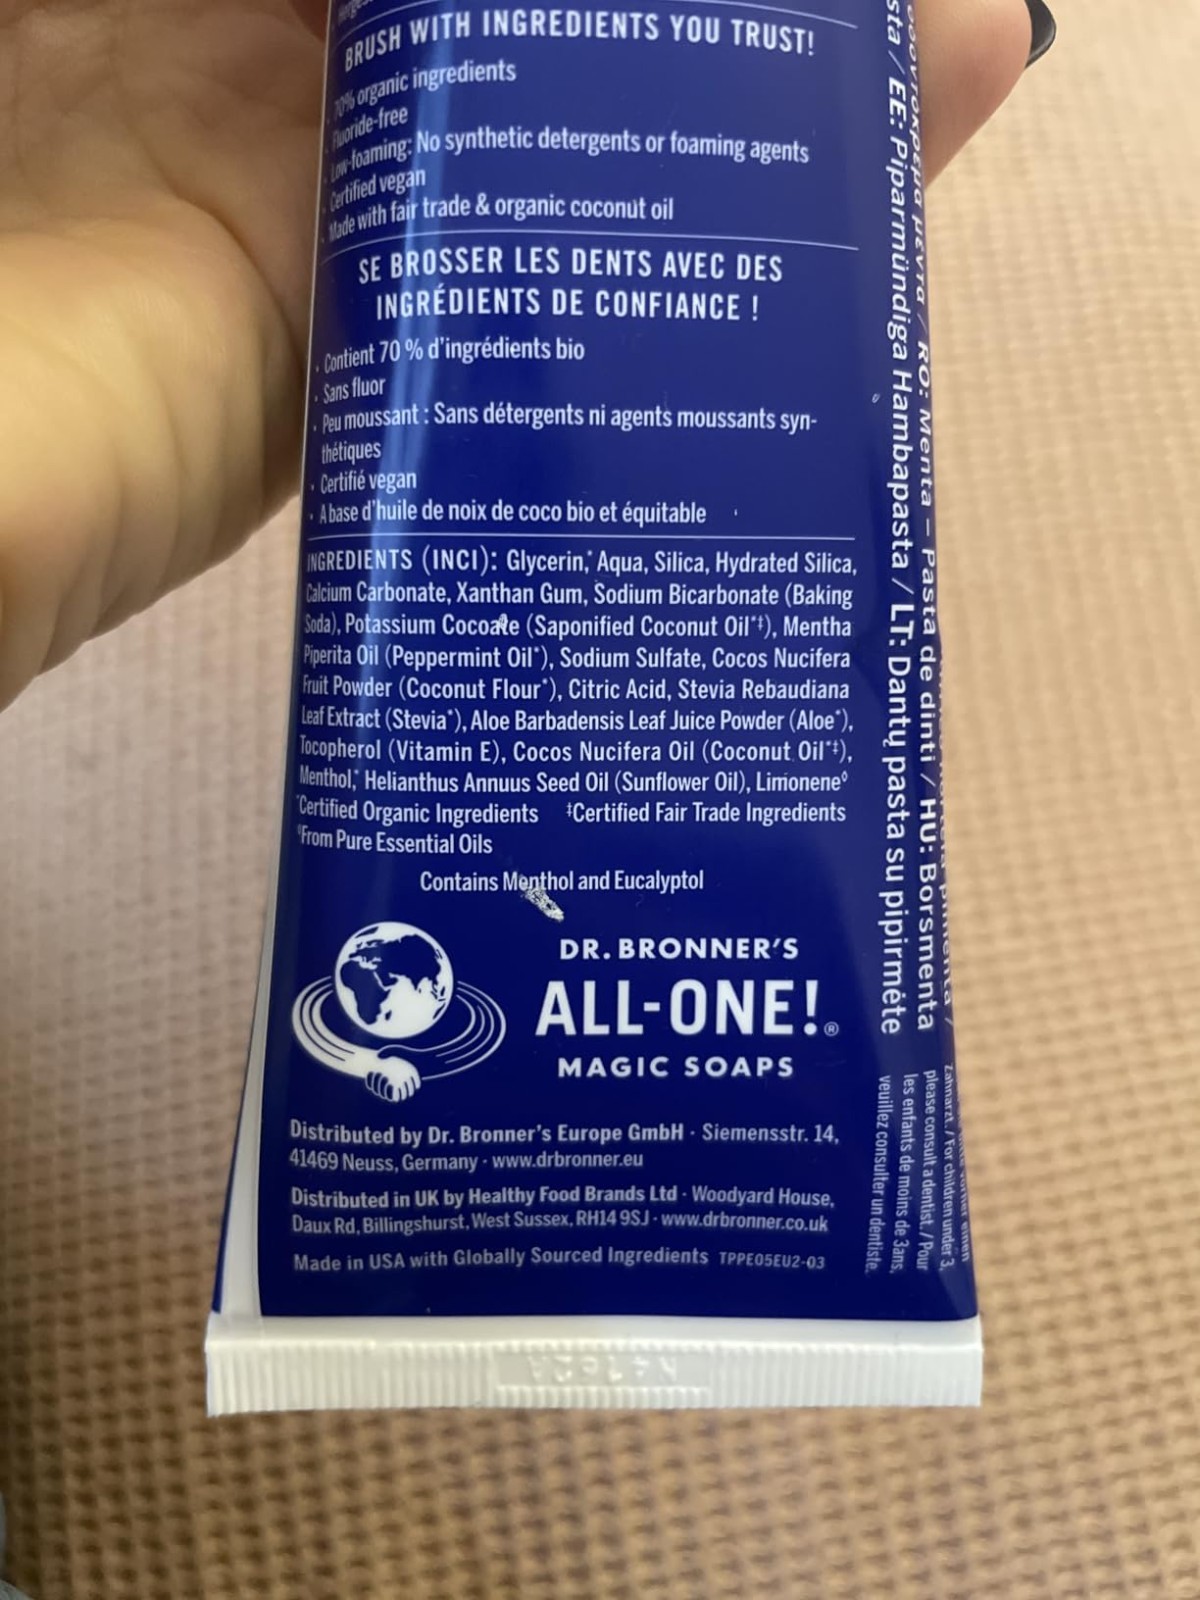 BRUSH WITH INGREDIENTS YOU TRUST!
· 70% organic ingredients
· Fluoride-free
· Low-foaming: No synthetic detergents or foaming agents
· Certified vegan
· Made with fair trade & organic coconut oil
SE BROSSER LES DENTS AVEC DES
INGRÉDIENTS DE CONFIANCE !
· Contient 70 % d'ingrédients bio
· Sans fluor
· Peu moussant : Sans détergents ni agents moussants syn-
thétiques
· Certifié vegan
· A base d'huile de noix de coco bio et équitable
INGREDIENTS (INCI): Glycerin,* Aqua, Silica, Hydrated Silica,
Calcium Carbonate, Xanthan Gum, Sodium Bicarbonate (Baking
Soda), Potassium Cocoate (Saponified Coconut Oil*‡), Mentha
Piperita Oil (Peppermint Oil*), Sodium Sulfate, Cocos Nucifera
Fruit Powder (Coconut Flour*), Citric Acid, Stevia Rebaudiana
Leaf Extract (Stevia*), Aloe Barbadensis Leaf Juice Powder (Aloe*),
Tocopherol (Vitamin E), Cocos Nucifera Oil (Coconut Oil*‡),
Menthol,* Helianthus Annuus Seed Oil (Sunflower Oil), Limonene◊
*Certified Organic Ingredients ‡Certified Fair Trade Ingredients
◊From Pure Essential Oils
Contains Menthol and Eucalyptol
DR. BRONNER'S
ALL-ONE!®
MAGIC SOAPS
Distributed by Dr. Bronner's Europe GmbH · Siemensstr. 14,
41469 Neuss, Germany · www.drbronner.eu
Distributed in UK by Healthy Food Brands Ltd · Woodyard House,
Daux Rd, Billingshurst, West Sussex, RH14 9SJ · www.drbronner.co.uk
Made in USA with Globally Sourced Ingredients TPPE05EU2-03
μέντα / RO: Menta – Pastă de dinti / HU: Borsmenta
/ EE: Piparmündiga Hambapasta / LT: Dantų pasta su pipirmėte
Zahnarzt. / For children under 3,
please consult a dentist. / Pour
les enfants de moins de 3ans,
veuillez consulter un dentiste.